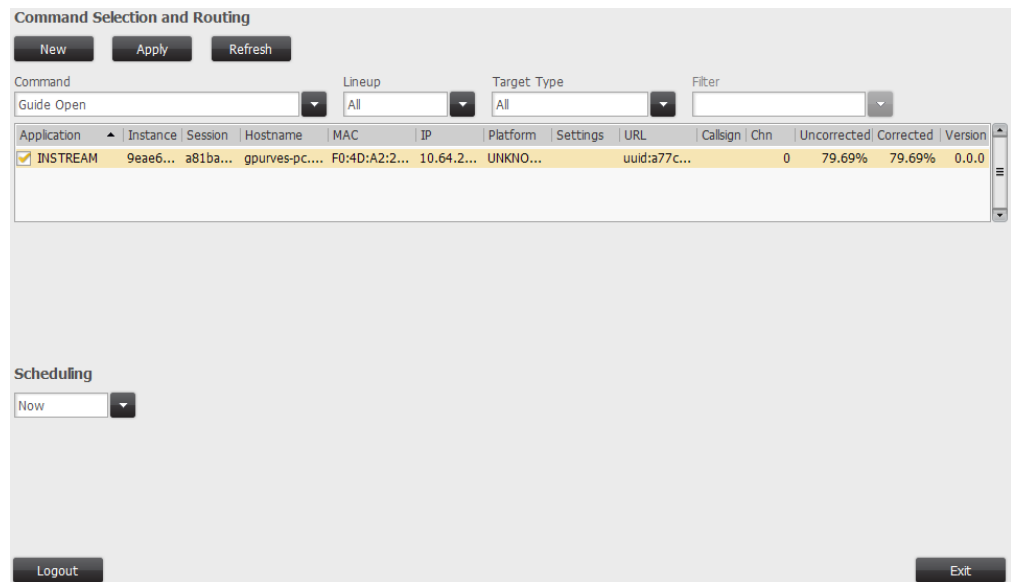 Command Selection and Routing
New Apply Refresh
Command Lineup Target Type Filter
Guide Open All All
Application Instance Session Hostname MAC IP Platform Settings URL Callsign Chn Uncorrected Corrected Version
INSTREAM 9eae6... a81ba... gpurves-pc.... F0:4D:A2:2... 10.64.2... UNKNO... uuid:a77c... 0 79.69% 79.69% 0.0.0
Scheduling
Now
Logout Exit